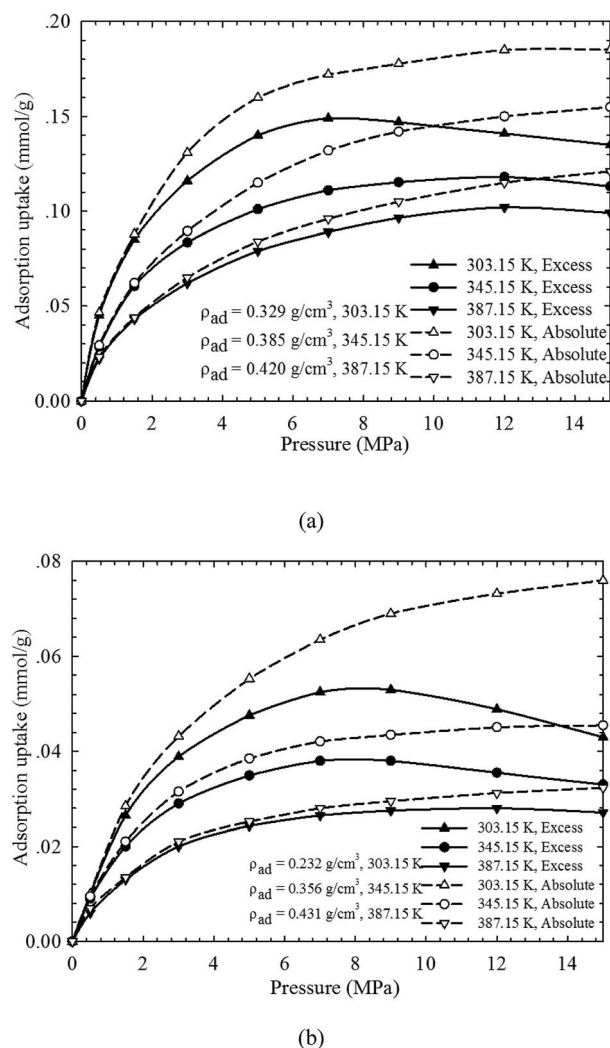 .20
.15
.10
.05
0.00
Adsorption uptake (mmol/g)
303.15 K, Excess
345.15 K, Excess
387.15 K, Excess
303.15 K, Absolute
345.15 K, Absolute
387.15 K, Absolute
ρad = 0.329 g/cm³, 303.15 K
ρad = 0.385 g/cm³, 345.15 K
ρad = 0.420 g/cm³, 387.15 K
0 2 4 6 8 10 12 14
Pressure (MPa)
(a)
.08
.06
.04
.02
0.00
Adsorption uptake (mmol/g)
303.15 K, Excess
345.15 K, Excess
387.15 K, Excess
303.15 K, Absolute
345.15 K, Absolute
387.15 K, Absolute
ρad = 0.232 g/cm³, 303.15 K
ρad = 0.356 g/cm³, 345.15 K
ρad = 0.431 g/cm³, 387.15 K
0 2 4 6 8 10 12 14
Pressure (MPa)
(b)